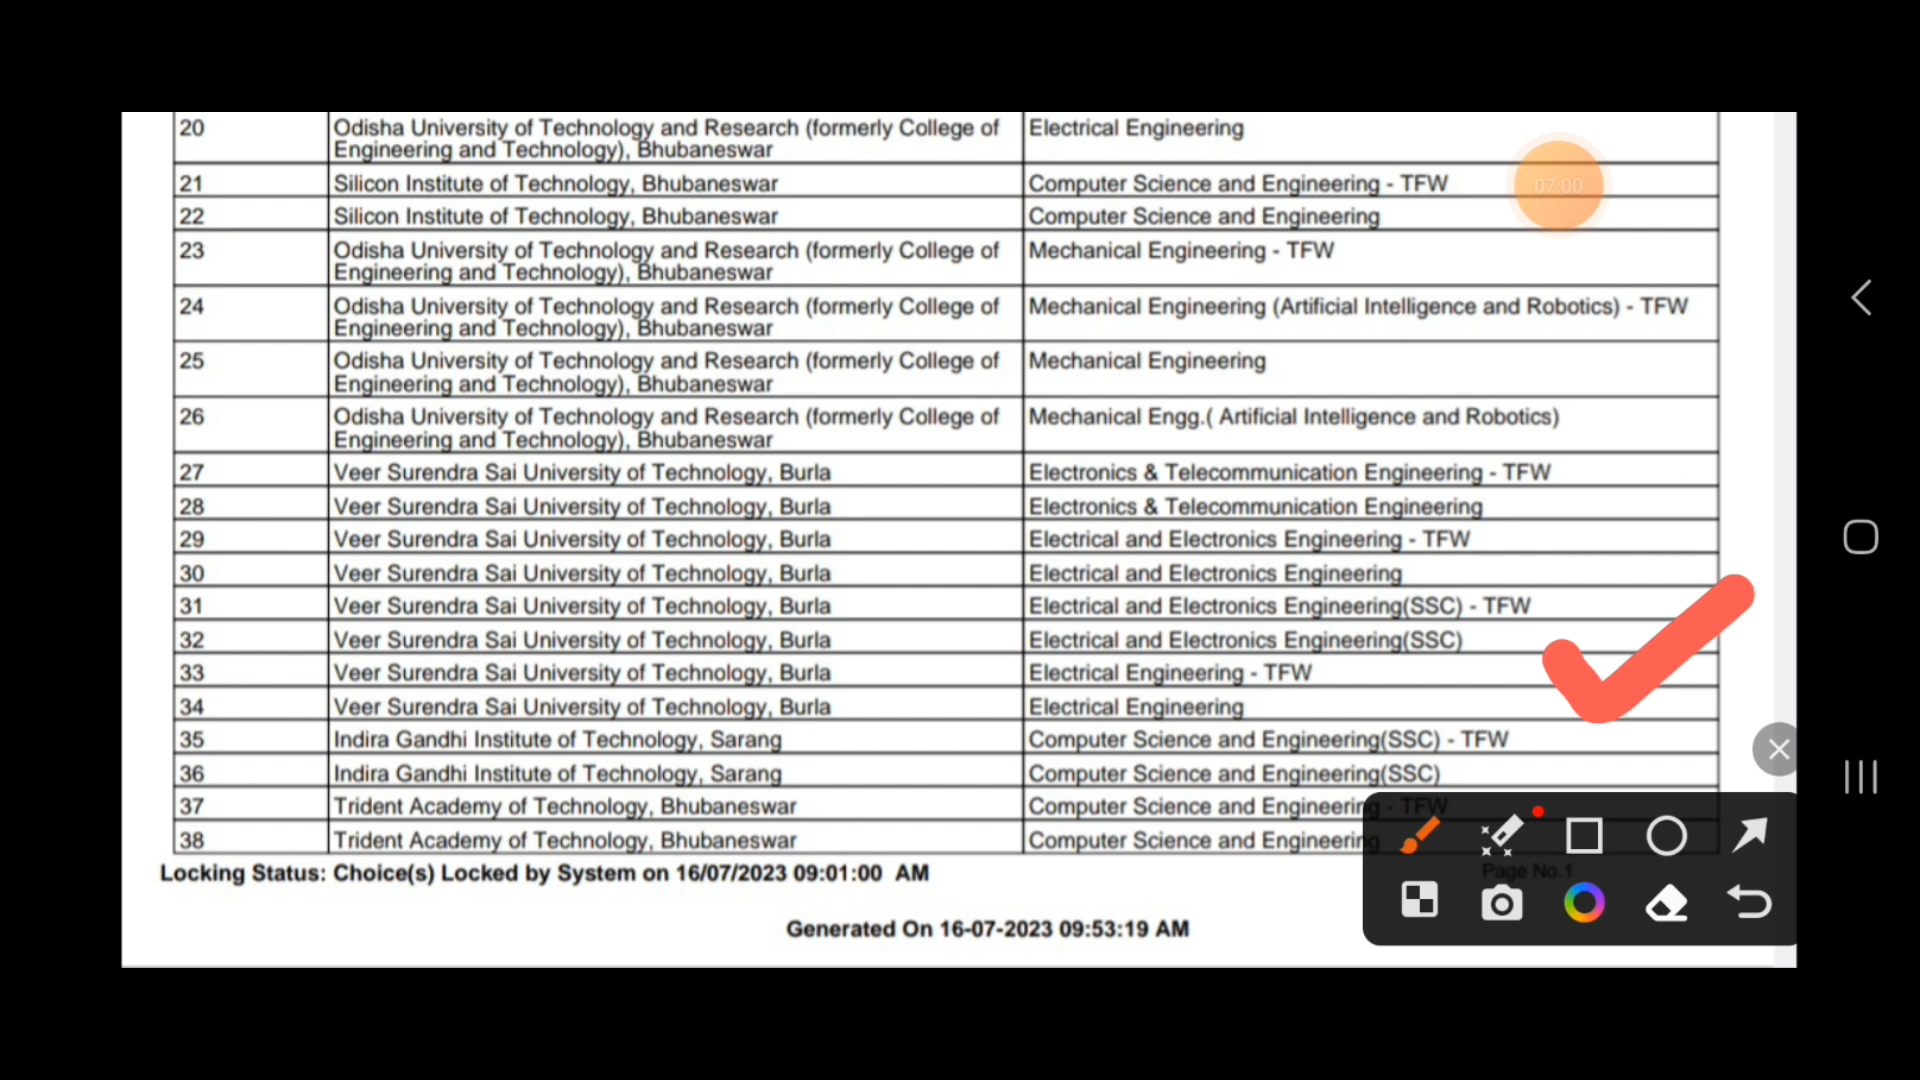 20 Odisha University of Technology and Research (formerly College of Electrical Engineering
Engineering and Technology), Bhubaneswar
21 Silicon Institute of Technology, Bhubaneswar Computer Science and Engineering - TFW
07:00
22 Silicon Institute of Technology, Bhubaneswar Computer Science and Engineering
23 Odisha University of Technology and Research (formerly College of Mechanical Engineering - TFW
Engineering and Technology), Bhubaneswar
24 Odisha University of Technology and Research (formerly College of Mechanical Engineering (Artificial Intelligence and Robotics) - TFW
Engineering and Technology), Bhubaneswar
25 Odisha University of Technology and Research (formerly College of Mechanical Engineering
Engineering and Technology), Bhubaneswar
26 Odisha University of Technology and Research (formerly College of Mechanical Engg.( Artificial Intelligence and Robotics)
Engineering and Technology), Bhubaneswar
27 Veer Surendra Sai University of Technology, Burla Electronics & Telecommunication Engineering - TFW
28 Veer Surendra Sai University of Technology, Burla Electronics & Telecommunication Engineering
29 Veer Surendra Sai University of Technology, Burla Electrical and Electronics Engineering - TFW
30 Veer Surendra Sai University of Technology, Burla Electrical and Electronics Engineering
31 Veer Surendra Sai University of Technology, Burla Electrical and Electronics Engineering(SSC) - TFW
32 Veer Surendra Sai University of Technology, Burla Electrical and Electronics Engineering(SSC)
33 Veer Surendra Sai University of Technology, Burla Electrical Engineering - TFW
34 Veer Surendra Sai University of Technology, Burla Electrical Engineering
35 Indira Gandhi Institute of Technology, Sarang Computer Science and Engineering(SSC) - TFW
36 Indira Gandhi Institute of Technology, Sarang Computer Science and Engineering(SSC)
37 Trident Academy of Technology, Bhubaneswar Computer Science and Engineering - TFW
38 Trident Academy of Technology, Bhubaneswar Computer Science and Engineering
Locking Status: Choice(s) Locked by System on 16/07/2023 09:01:00 AM Page No.1
Generated On 16-07-2023 09:53:19 AM